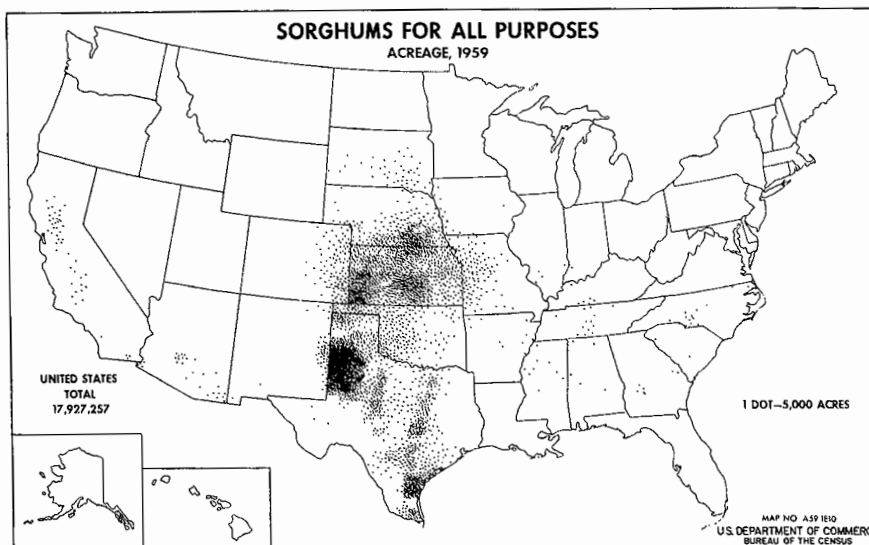 SORGHUMS FOR ALL PURPOSES
ACREAGE, 1959
UNITED STATES
TOTAL
17,927,257
1 DOT—5,000 ACRES
MAP NO A59 1E10
U.S. DEPARTMENT OF COMMERC
BUREAU OF THE CENSUS